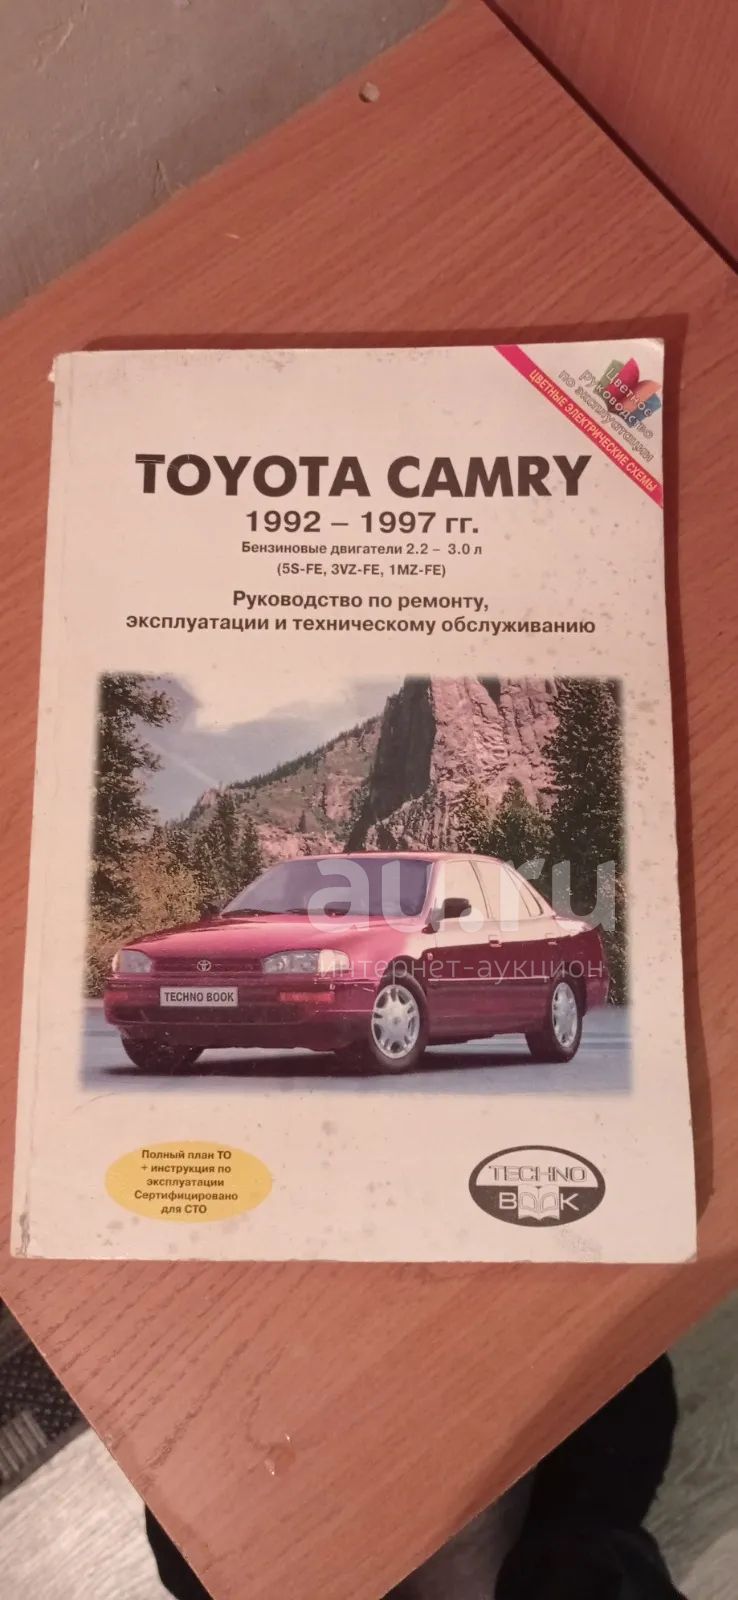 Цветное
руководство
по эксплуатации
ЦВЕТНЫЕ ЭЛЕКТРИЧЕСКИЕ СХЕМЫ
TOYOTA CAMRY
1992 – 1997 гг.
Бензиновые двигатели 2.2 – 3.0 л
(5S-FE, 3VZ-FE, 1MZ-FE)
Руководство по ремонту,
эксплуатации и техническому обслуживанию
au.ru
интернет-аукцион
TECHNO BOOK
Полный план ТО
+ инструкция по
эксплуатации
Сертифицировано
для СТО
TECHNO
BOOK